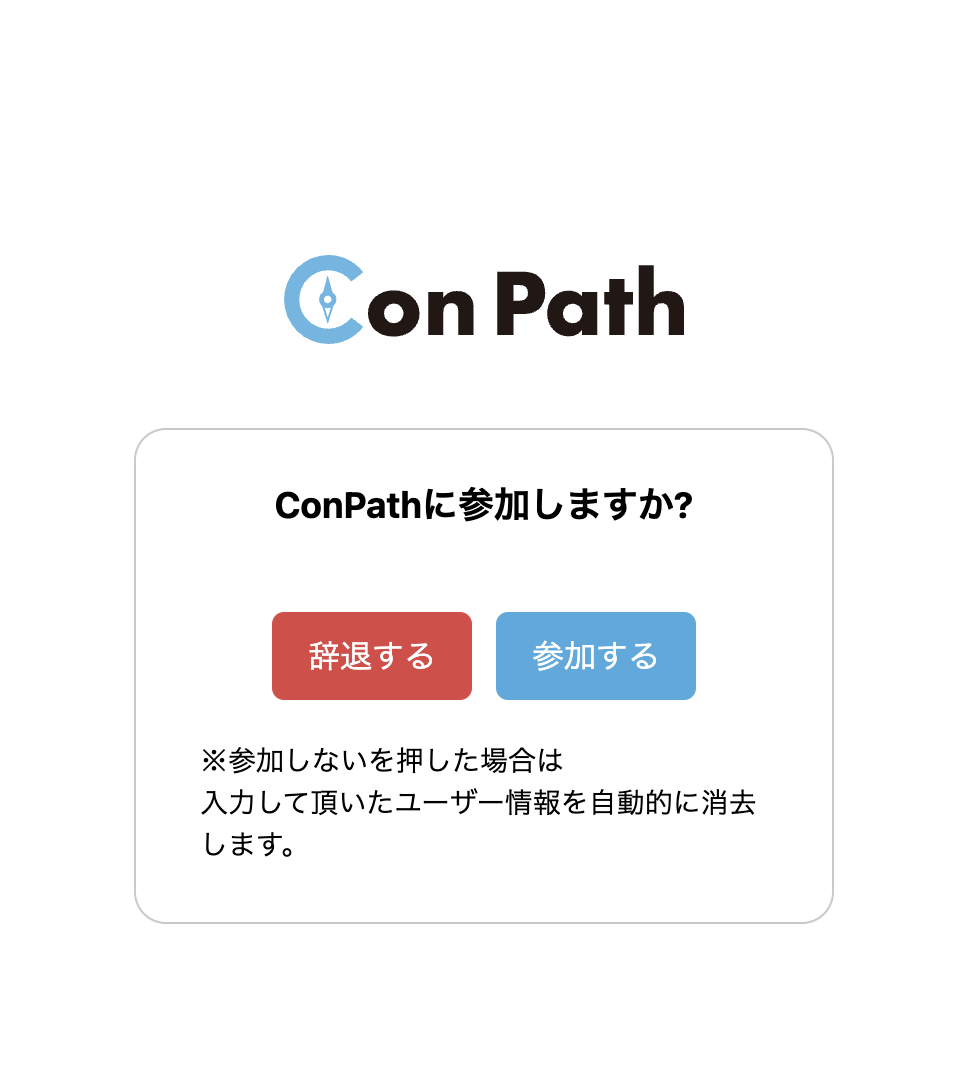 Con Path
ConPathに参加しますか?
辞退する
参加する
※参加しないを押した場合は
入力して頂いたユーザー情報を自動的に消去
します。